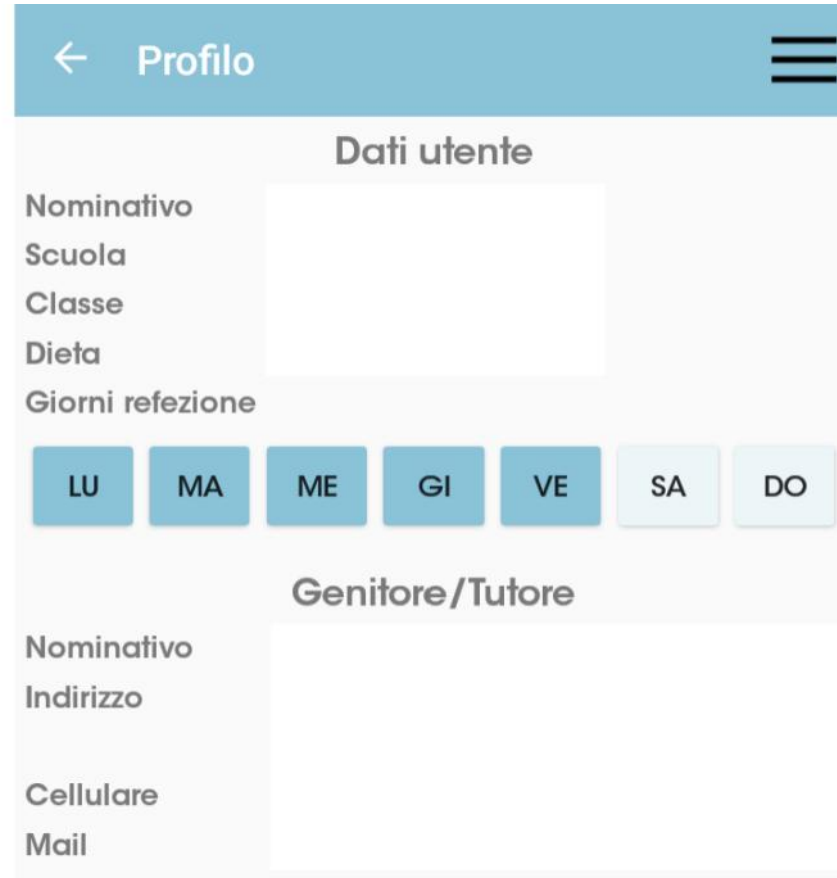 Profilo
Dati utente
Nominativo
Scuola
Classe
Dieta
Giorni refezione
LU MA ME GI VE SA DO
Genitore/Tutore
Nominativo
Indirizzo
Cellulare
Mail